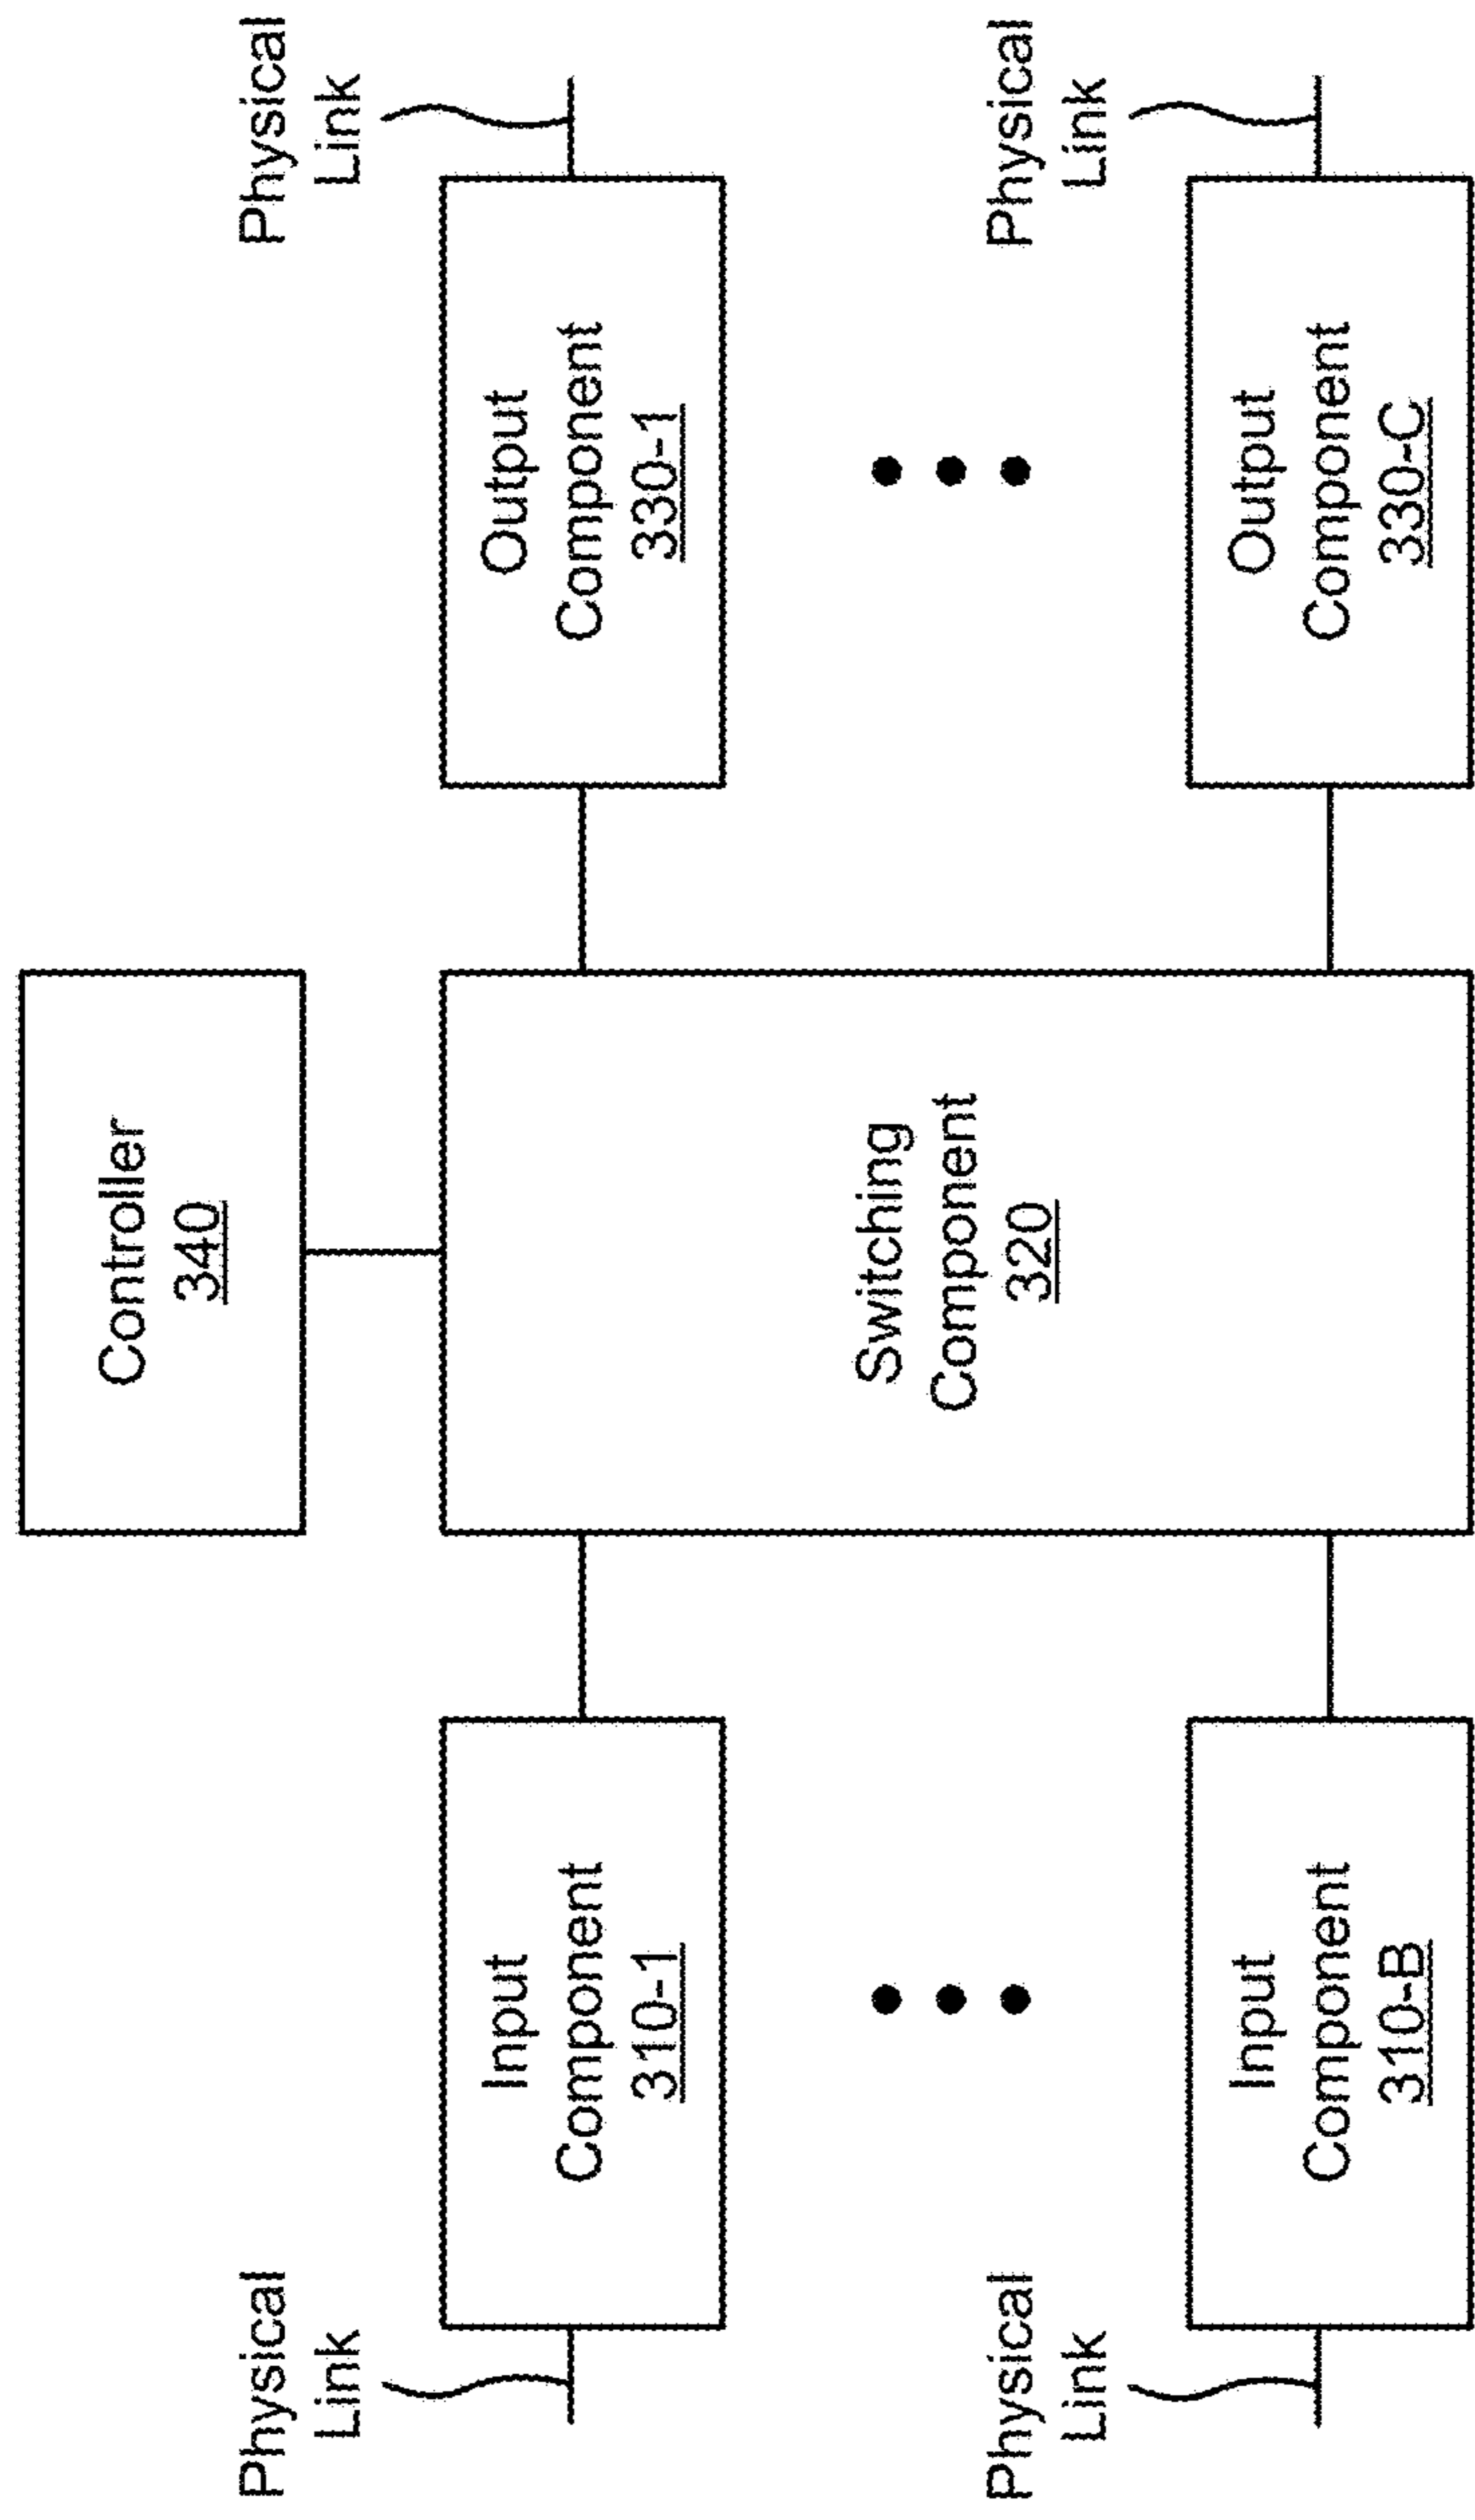 Controller
340
Physical
Link
Input
Component
310-1
Physical
Link
Input
Component
310-B
Switching
Component
320
Output
Component
330-1
Physical
Link
Output
Component
330-C
Physical
Link